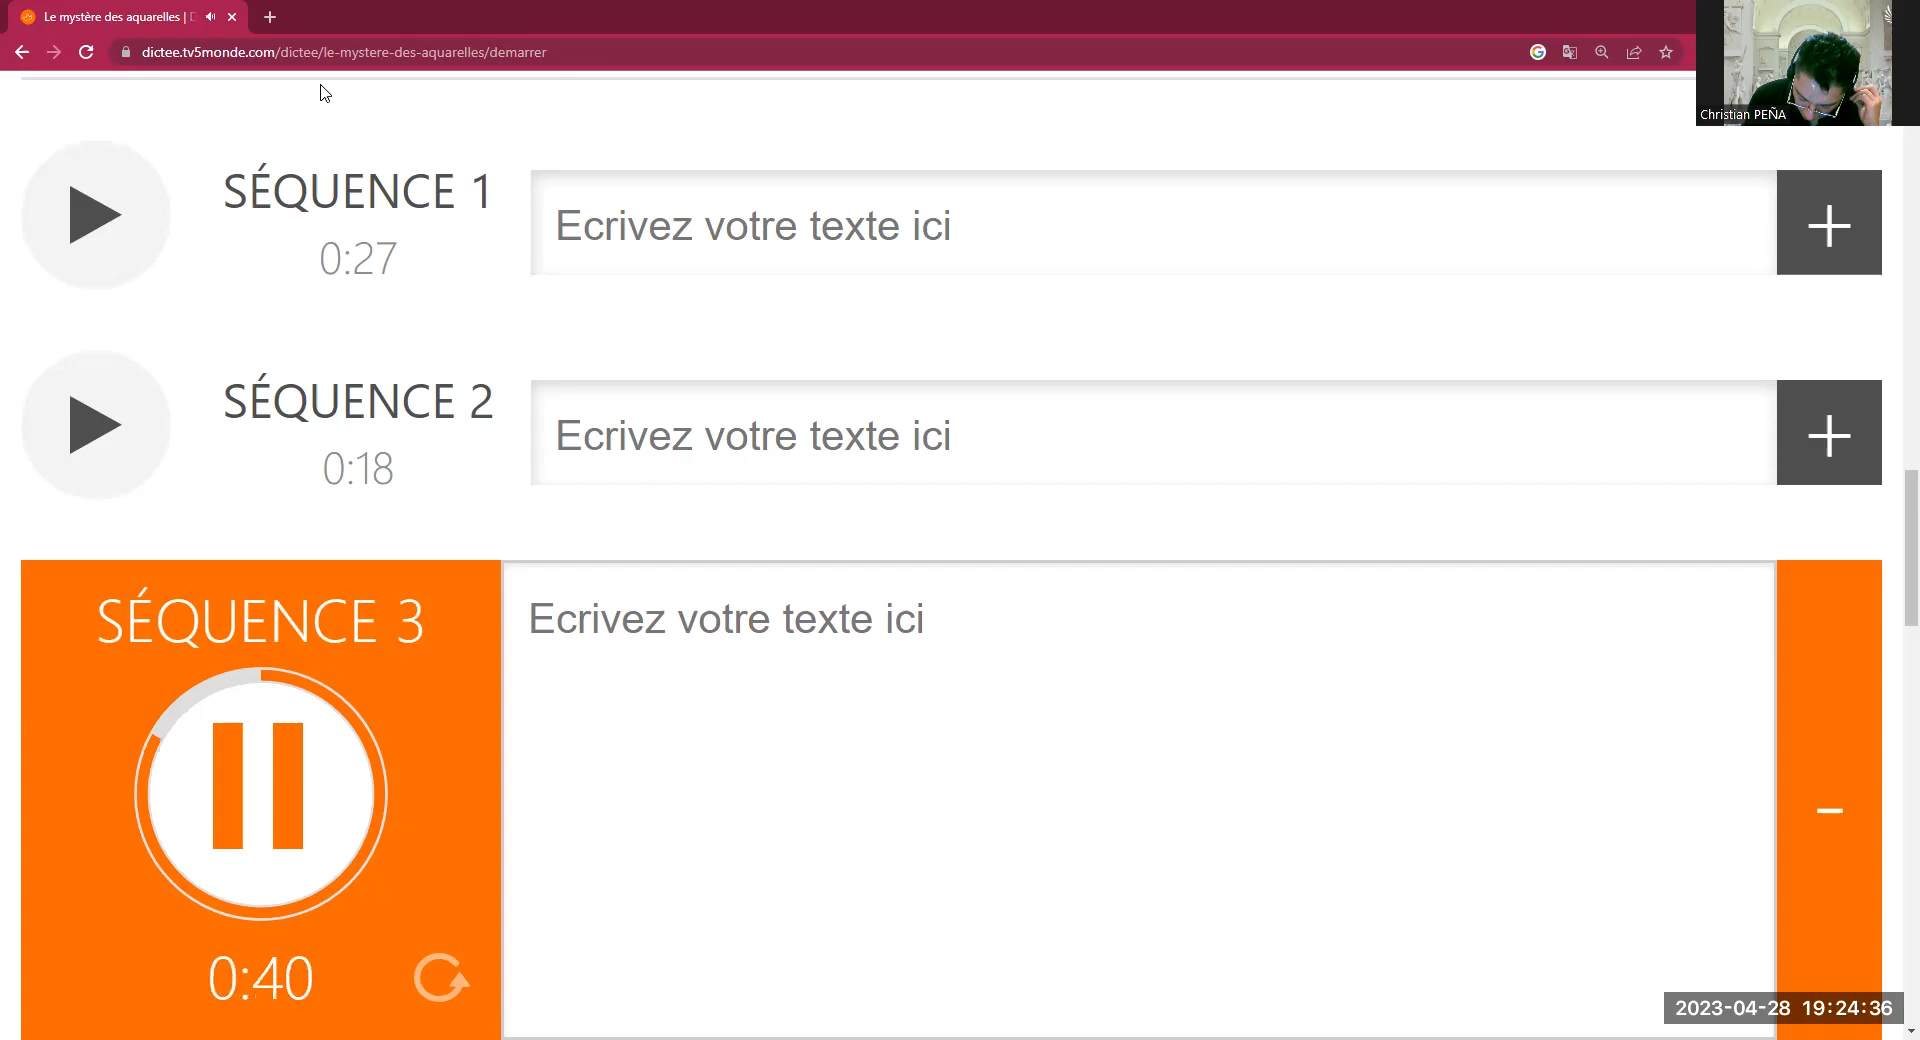 Le mystère des aquarelles |
dictee.tv5monde.com/dictee/le-mystere-des-aquarelles/demarrer
Christian PEÑA
SÉQUENCE 1
0:27
Ecrivez votre texte ici
SÉQUENCE 2
0:18
Ecrivez votre texte ici
SÉQUENCE 3
Ecrivez votre texte ici
0:40
2023-04-28 19:24:36